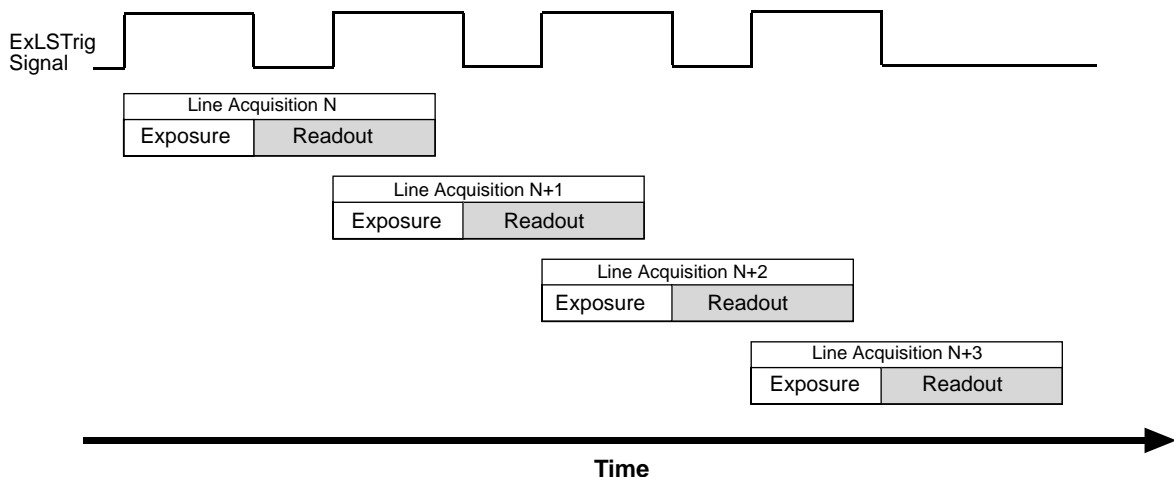 ExLSTrig
Signal
Line Acquisition N
Exposure Readout
Line Acquisition N+1
Exposure Readout
Line Acquisition N+2
Exposure Readout
Line Acquisition N+3
Exposure Readout
Time